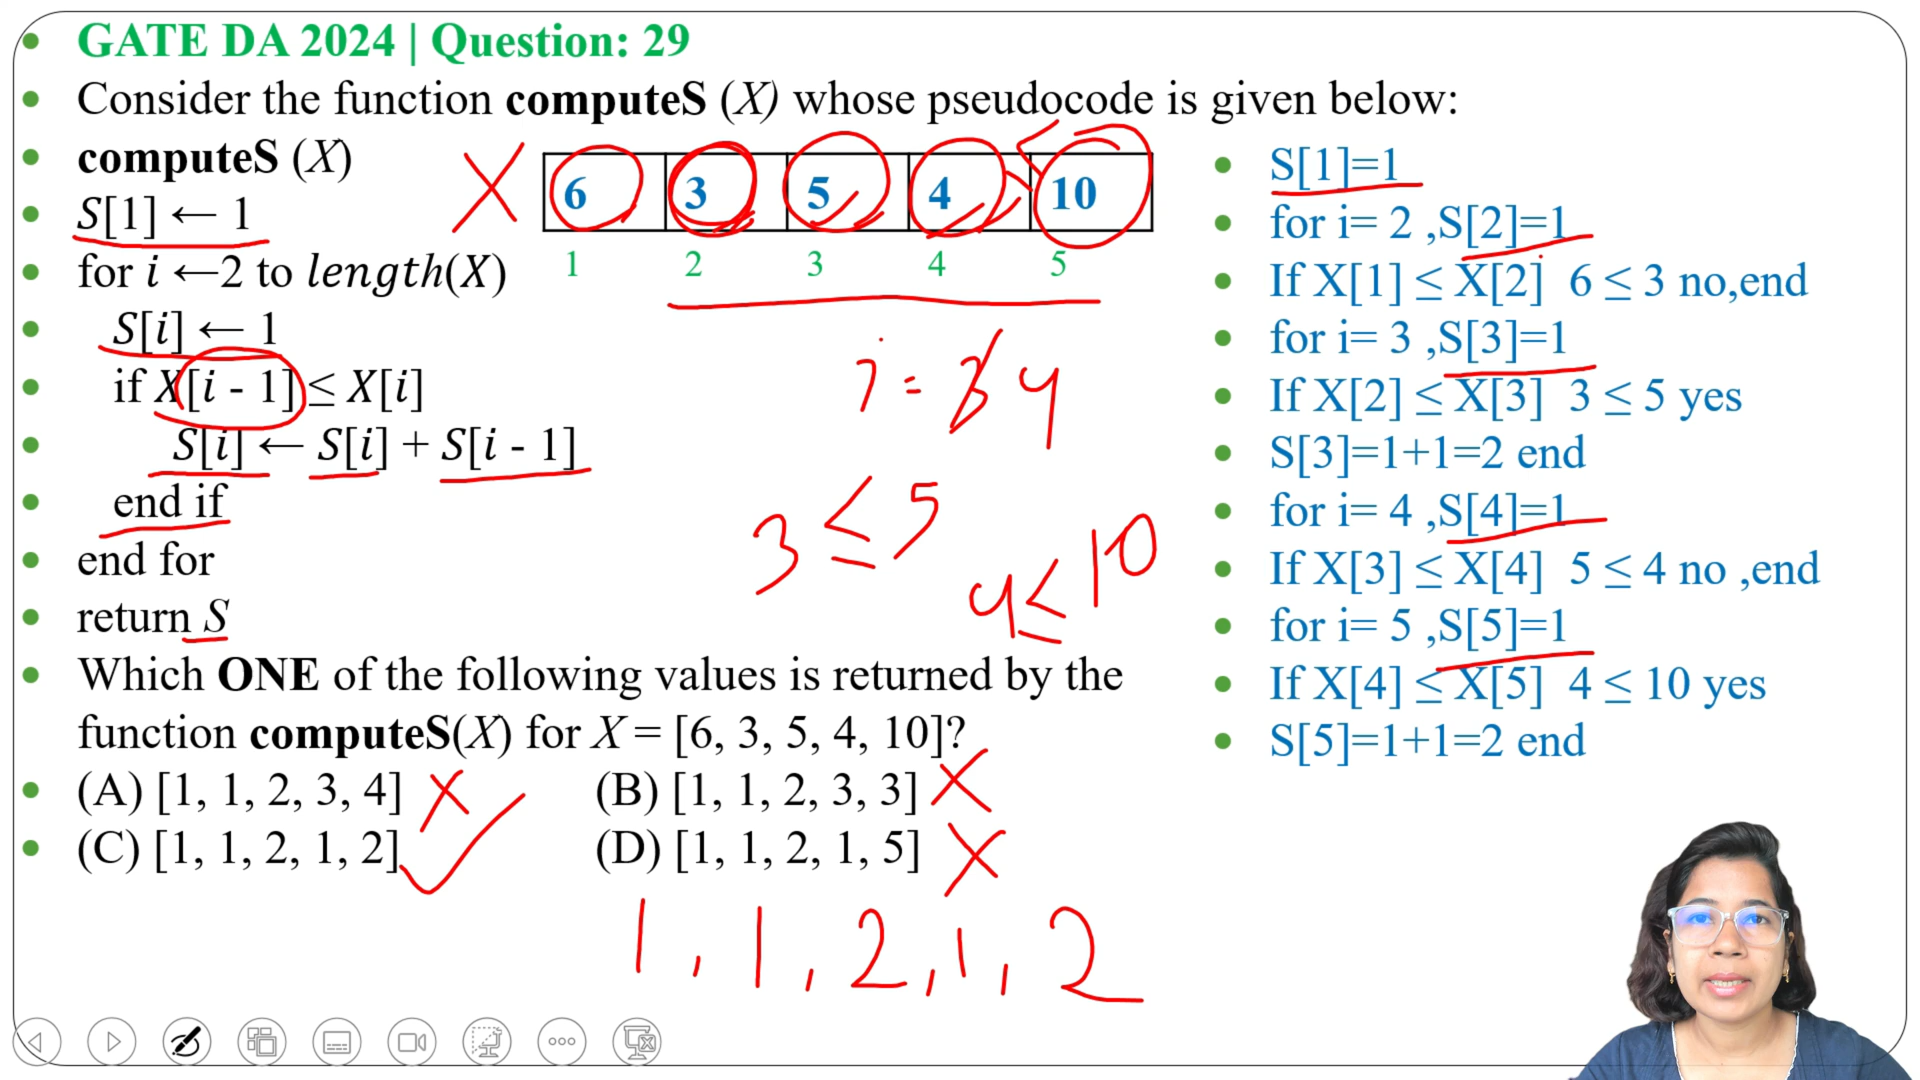 GATE DA 2024 | Question: 29
Consider the function computeS (X) whose pseudocode is given below:
computeS (X)
S[1] ← 1
for i ←2 to length(X)
S[i] ← 1
if X[i - 1] ≤ X[i]
S[i] ← S[i] + S[i - 1]
end if
end for
return S
Which ONE of the following values is returned by the
function computeS(X) for X = [6, 3, 5, 4, 10]?
(A) [1, 1, 2, 3, 4]
(B) [1, 1, 2, 3, 3]
(C) [1, 1, 2, 1, 2]
(D) [1, 1, 2, 1, 5]
X
6 3 5 4 10
1 2 3 4 5
i = 3 4
3 ≤ 5
4 ≤ 10
1, 1, 2, 1, 2
S[1]=1
for i= 2 ,S[2]=1
If X[1] ≤ X[2] 6 ≤ 3 no,end
for i= 3 ,S[3]=1
If X[2] ≤ X[3] 3 ≤ 5 yes
S[3]=1+1=2 end
for i= 4 ,S[4]=1
If X[3] ≤ X[4] 5 ≤ 4 no ,end
for i= 5 ,S[5]=1
If X[4] ≤ X[5] 4 ≤ 10 yes
S[5]=1+1=2 end